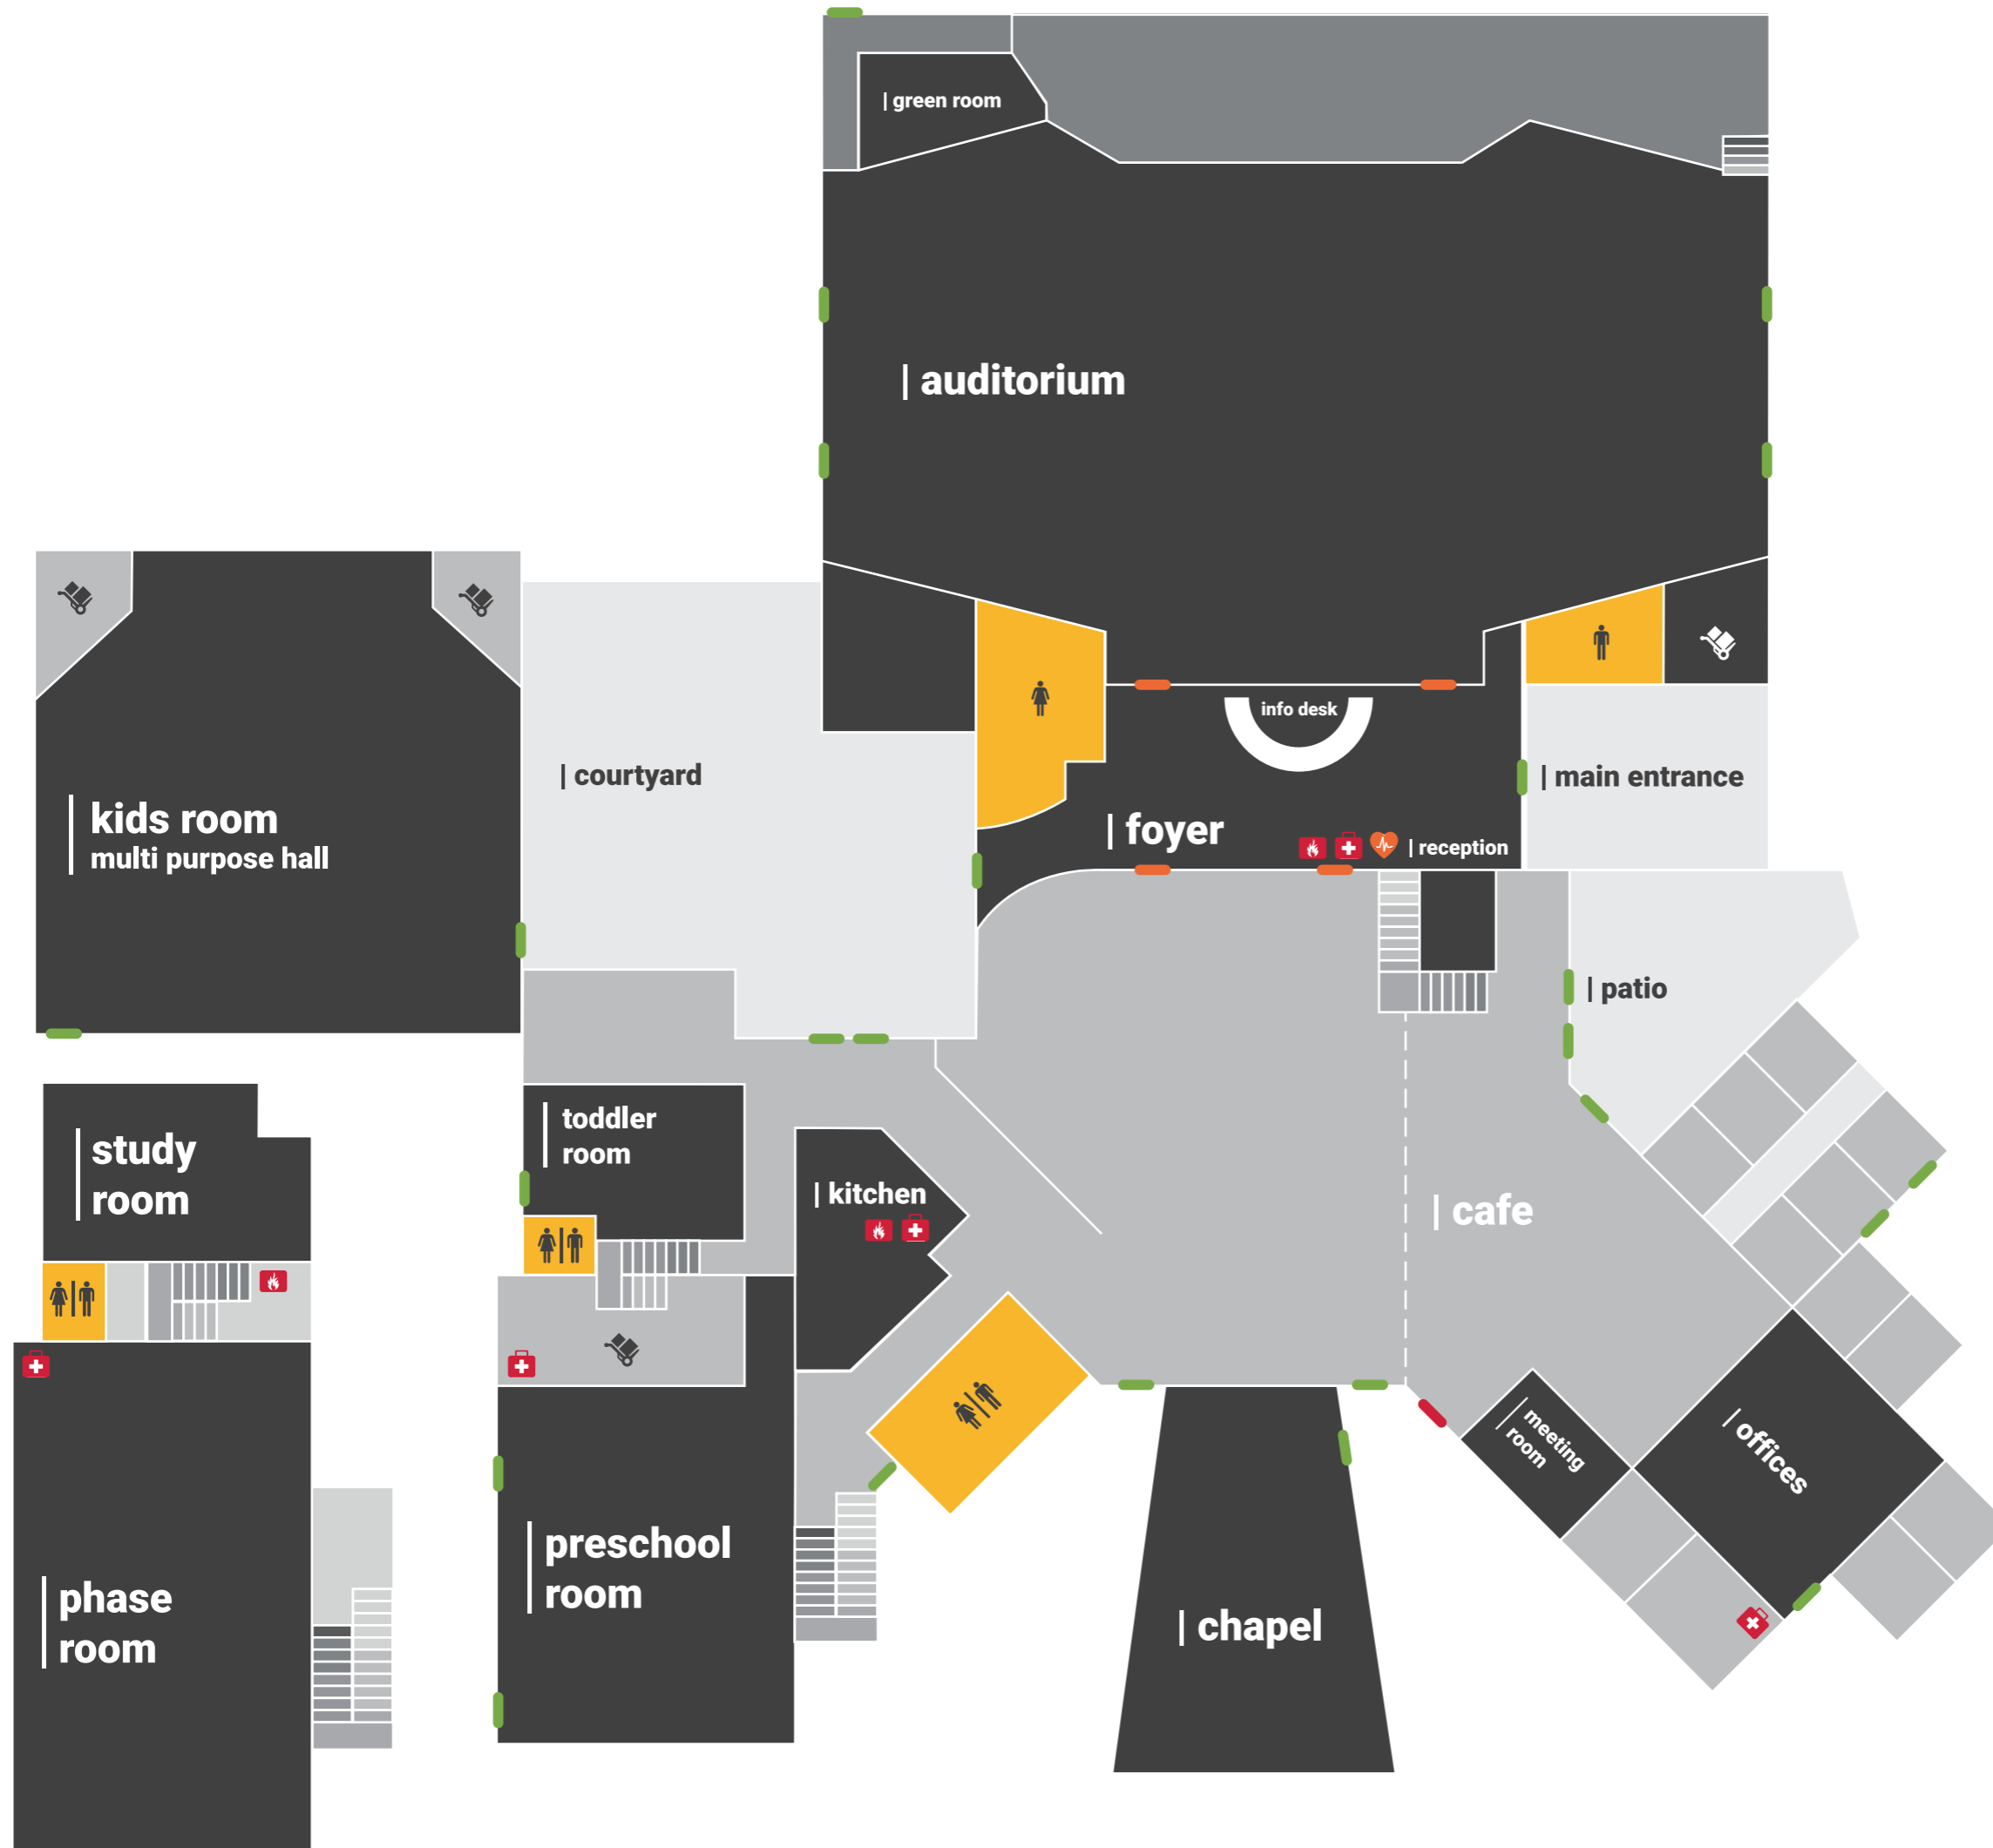 | green room
| auditorium
info desk
| courtyard
| main entrance
kids room
multi purpose hall
| foyer
| reception
| patio
toddler
room
study
room
| kitchen
| cafe
meeting
room
| offices
preschool
room
phase
room
| chapel